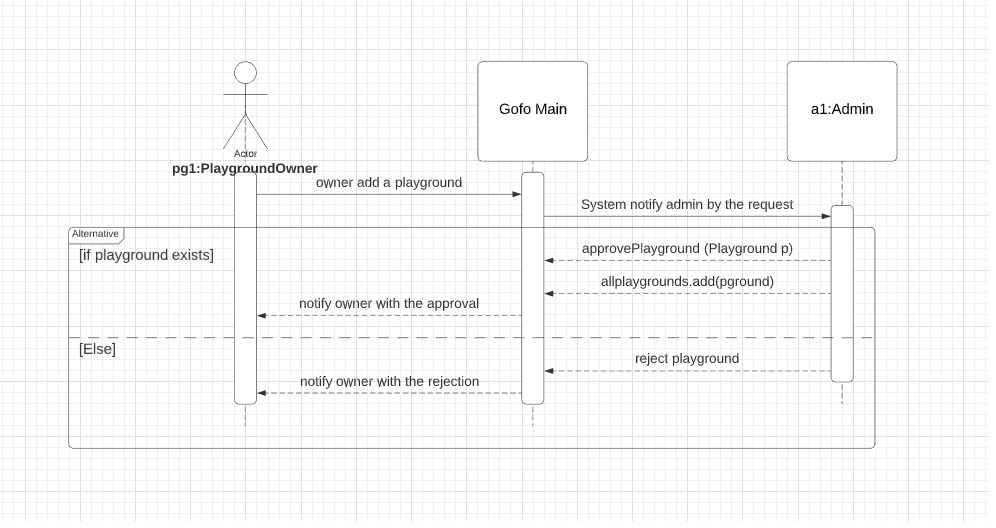 Gofo Main
a1:Admin
Actor
pg1:PlaygroundOwner
owner add a playground
System notify admin by the request
Alternative
[if playground exists]
approvePlayground (Playground p)
allplaygrounds.add(pground)
notify owner with the approval
[Else]
reject playground
notify owner with the rejection